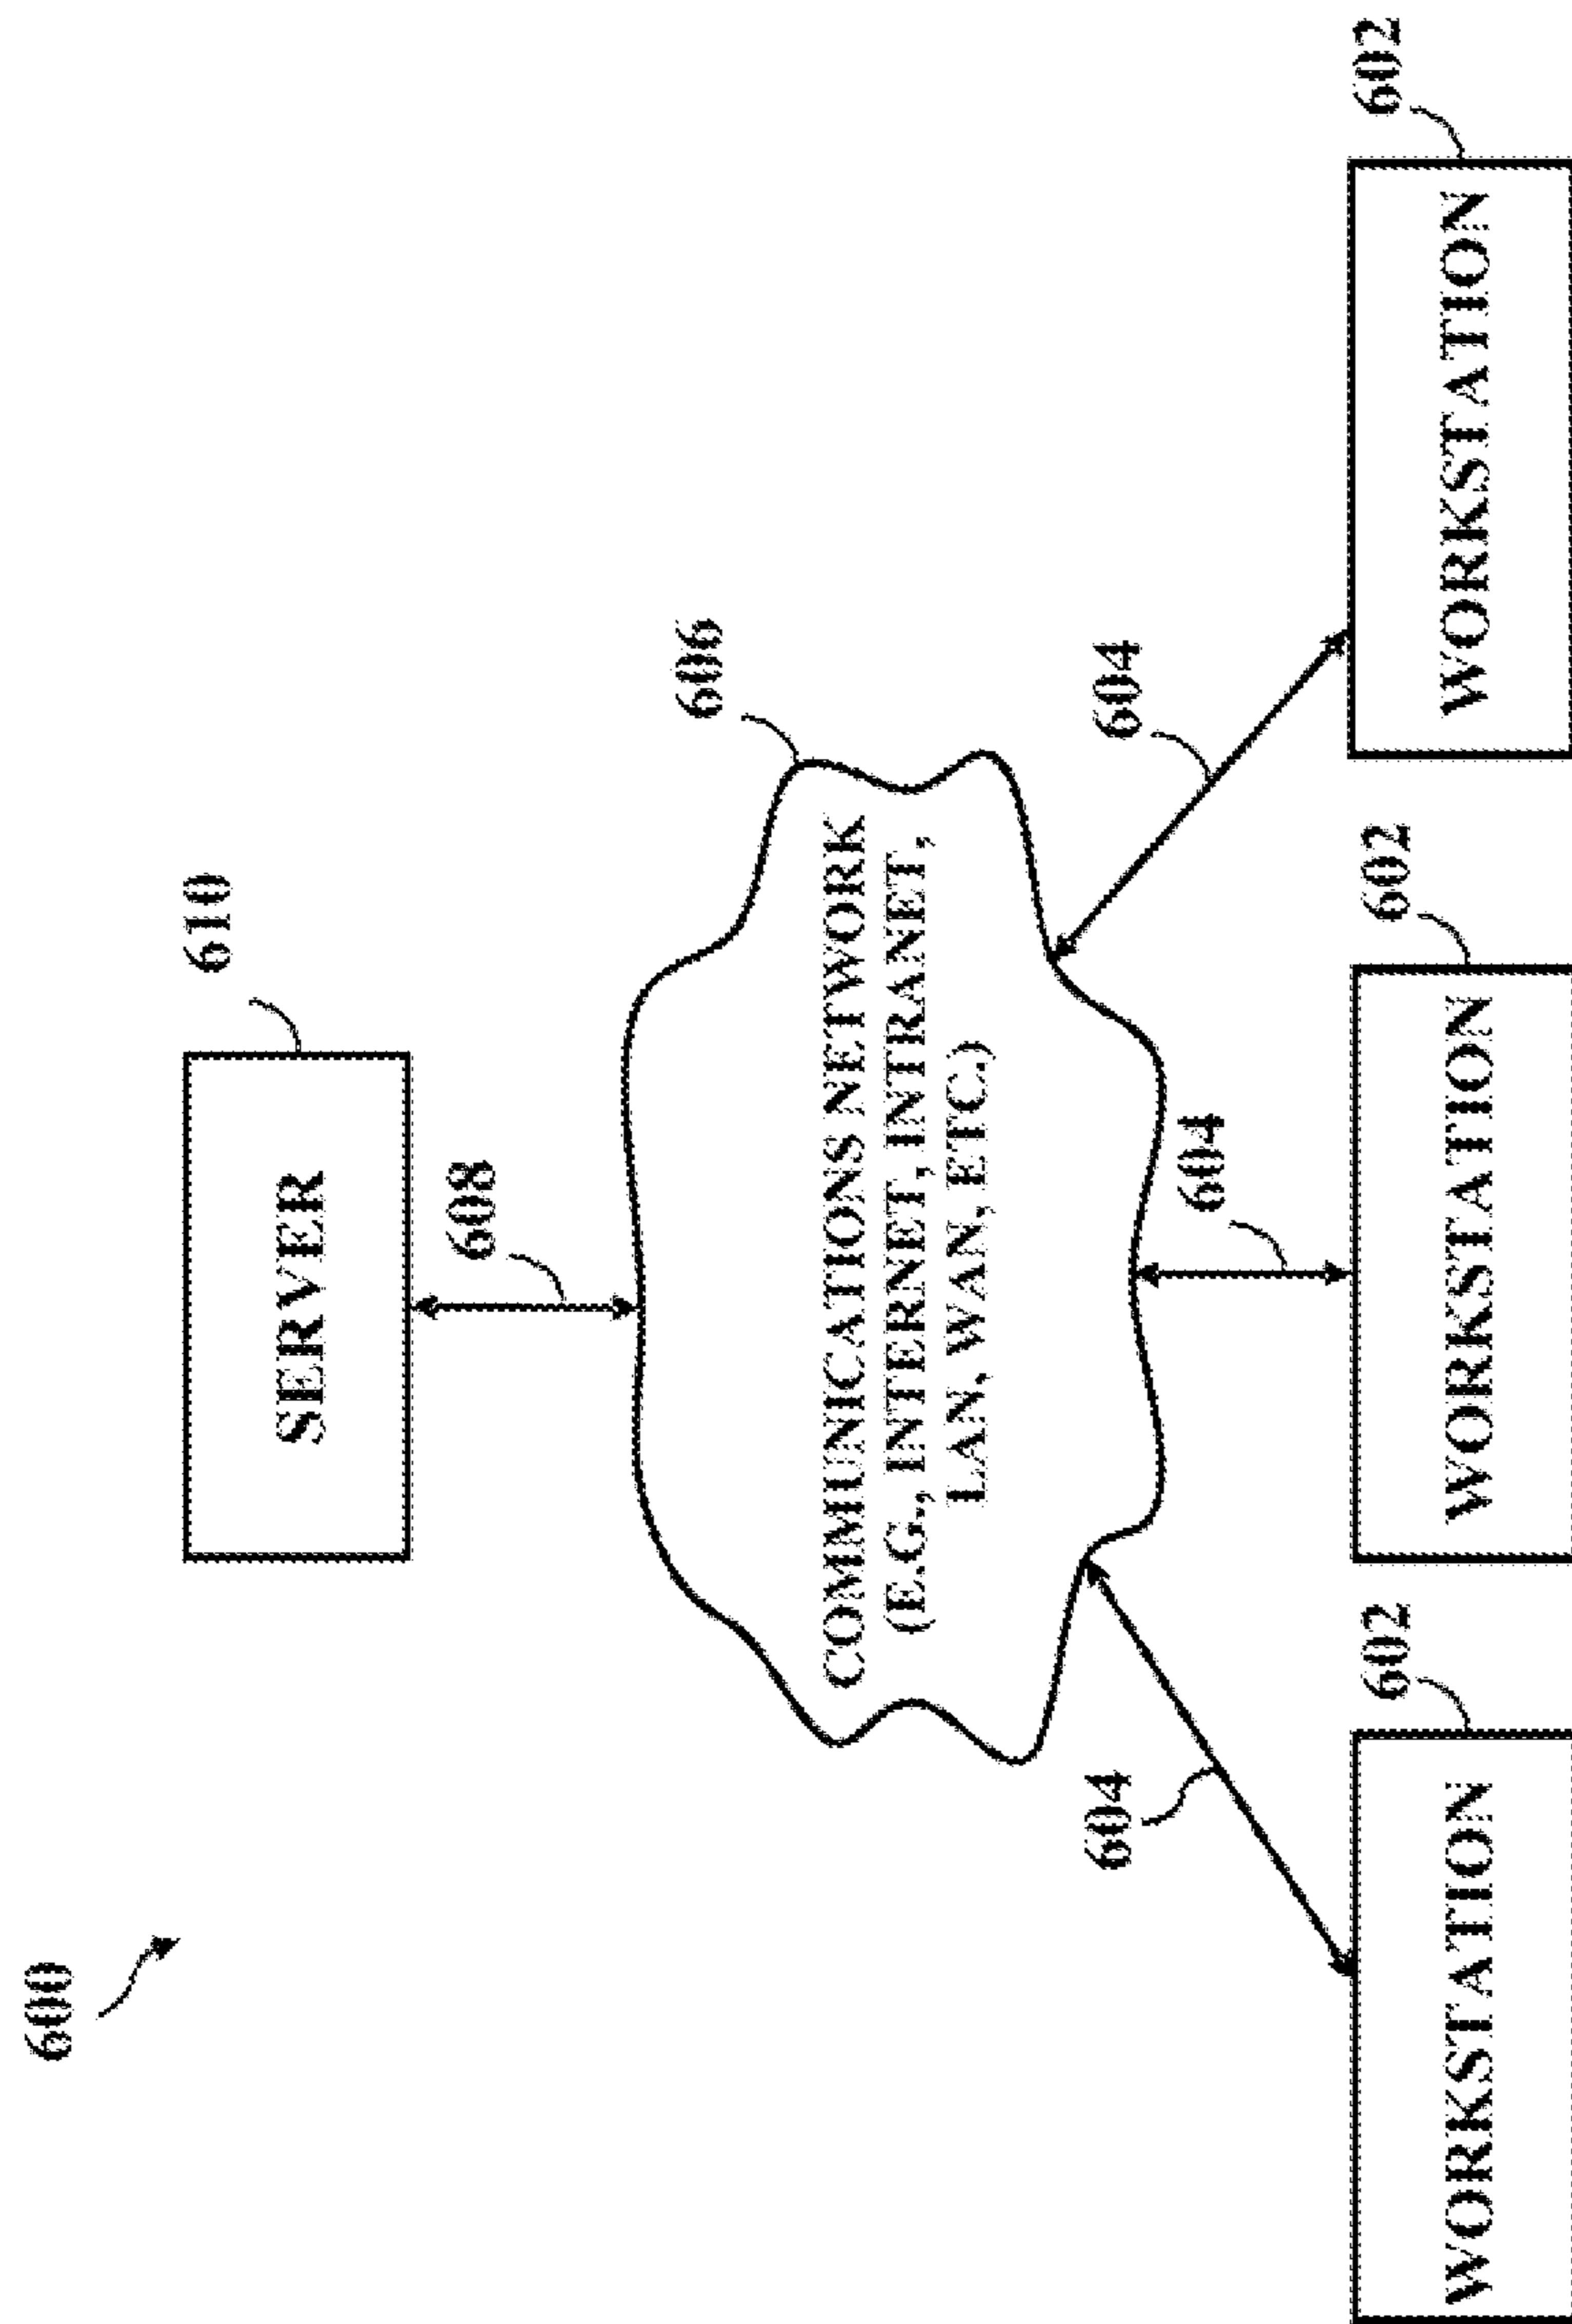 600
SERVER
610
608
606
COMMUNICATIONS NETWORK
(E.G., INTERNET, INTRANET,
LAN, WAN, ETC.)
604
604
604
602
602
602
WORKSTATION
WORKSTATION
WORKSTATION